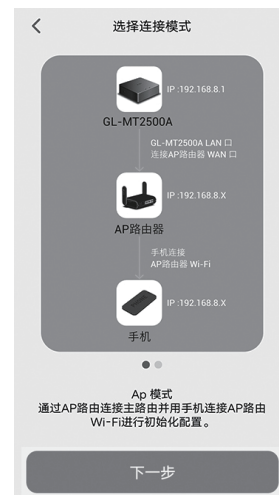 选择连接模式
IP :192.168.8.1
GL-MT2500A
GL-MT2500A LAN 口
连接AP路由器 WAN 口
IP :192.168.8.X
AP路由器
手机连接
AP路由器 Wi-Fi
IP :192.168.8.X
手机
Ap 模式
通过AP路由连接主路由并用手机连接AP路由
Wi-Fi进行初始化配置。
下一步